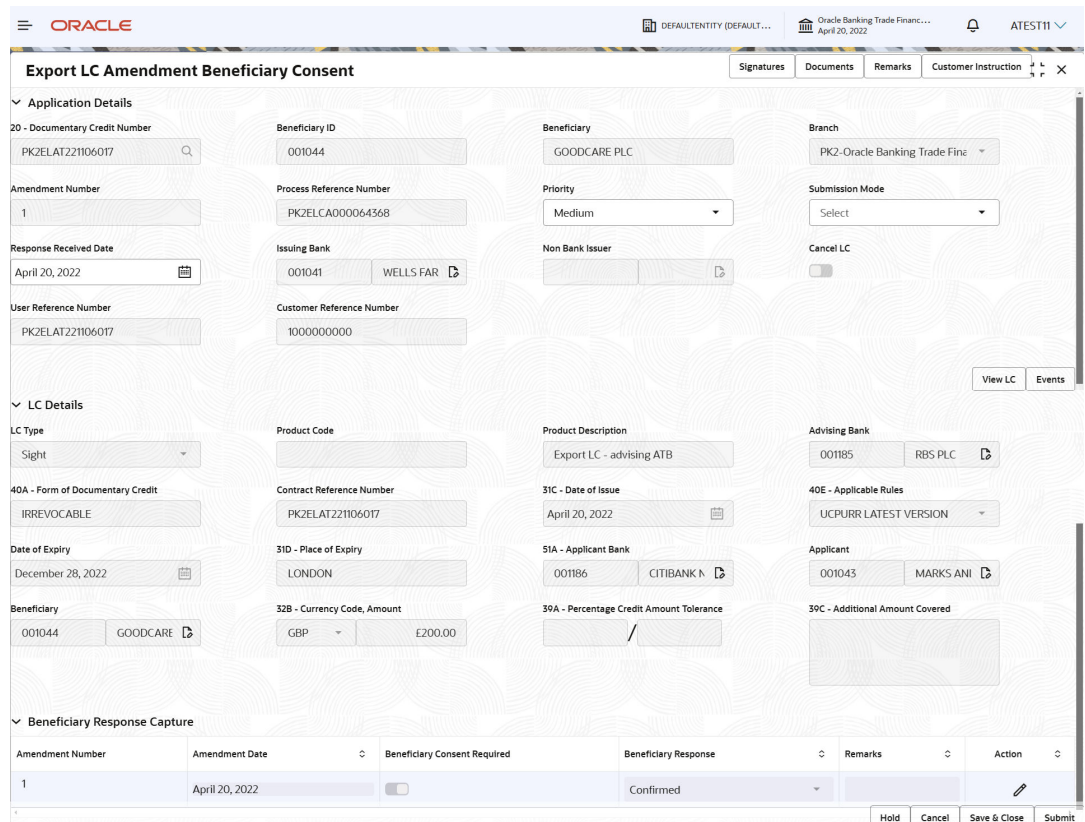 ORACLE
DEFAULTENTITY (DEFAULT...
Oracle Banking Trade Financ...
April 20, 2022
ATEST11
Export LC Amendment Beneficiary Consent
Signatures
Documents
Remarks
Customer Instruction
Application Details
20 - Documentary Credit Number
Beneficiary ID
Beneficiary
Branch
PK2ELAT221106017
001044
GOODCARE PLC
PK2-Oracle Banking Trade Fina
Amendment Number
Process Reference Number
Priority
Submission Mode
1
PK2ELCA000064368
Medium
Select
Response Received Date
Issuing Bank
Non Bank Issuer
Cancel LC
April 20, 2022
001041
WELLS FAR
User Reference Number
Customer Reference Number
PK2ELAT221106017
1000000000
View LC
Events
LC Details
LC Type
Product Code
Product Description
Advising Bank
Sight
Export LC - advising ATB
001185
RBS PLC
40A - Form of Documentary Credit
Contract Reference Number
31C - Date of Issue
40E - Applicable Rules
IRREVOCABLE
PK2ELAT221106017
April 20, 2022
UCPURR LATEST VERSION
Date of Expiry
31D - Place of Expiry
51A - Applicant Bank
Applicant
December 28, 2022
LONDON
001186
CITIBANK N
001043
MARKS ANI
Beneficiary
32B - Currency Code, Amount
39A - Percentage Credit Amount Tolerance
39C - Additional Amount Covered
001044
GOODCARE
GBP
£200.00
/
Beneficiary Response Capture
Amendment Number
Amendment Date
Beneficiary Consent Required
Beneficiary Response
Remarks
Action
1
April 20, 2022
Confirmed
Hold
Cancel
Save & Close
Submit